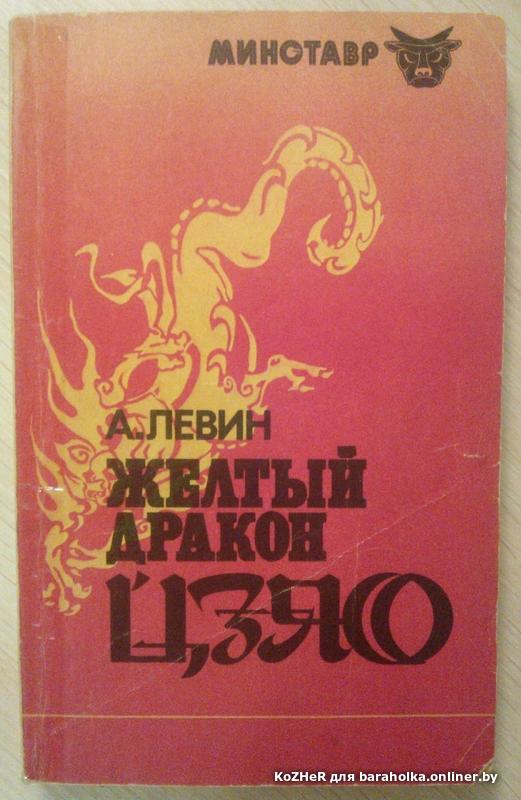 МИНОТАВР
А. ЛЕВИН
ЖЕЛТЫЙ
ДРАКОН
ЦЗЯО
KoZHeR для baraholka.onliner.by